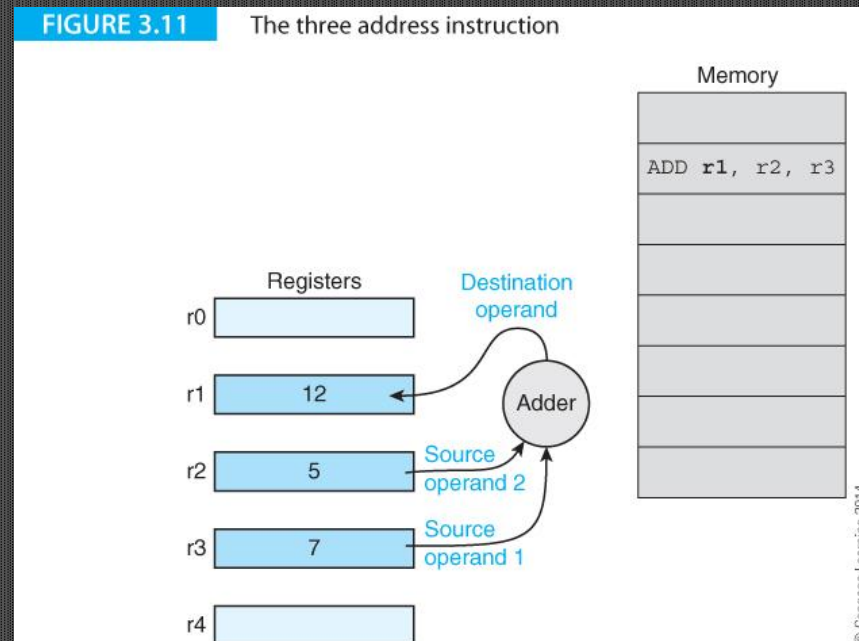 FIGURE 3.11 The three address instruction
Memory
ADD r1, r2, r3
Registers
Destination
operand
r0
r1 12
Adder
r2 5
Source
operand 2
r3 7
Source
operand 1
r4